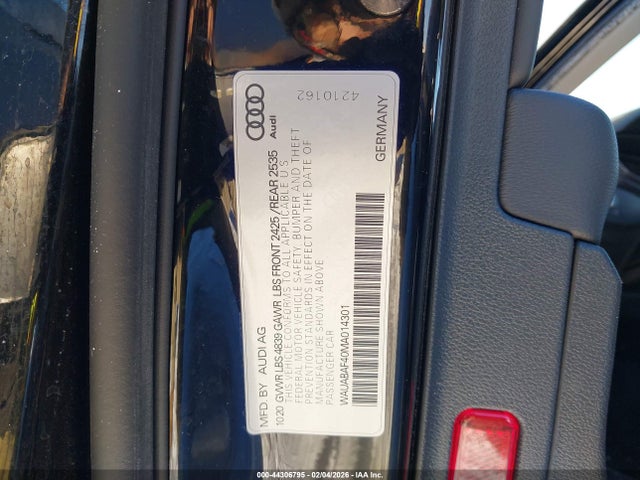 MFD. BY AUDI AG
10.20 GVWR LBS 4839 GAWR LBS FRONT 2425/REAR 2535
THIS VEHICLE CONFORMS TO ALL APPLICABLE U.S.
FEDERAL MOTOR VEHICLE SAFETY, BUMPER AND THEFT
PREVENTION STANDARDS IN EFFECT ON THE DATE OF
MANUFACTURE SHOWN ABOVE
PASSENGER CAR
WAUABAF40MA014301
Audi
4210162
GERMANY
000-44306795 - 02/04/2026 - IAA Inc.